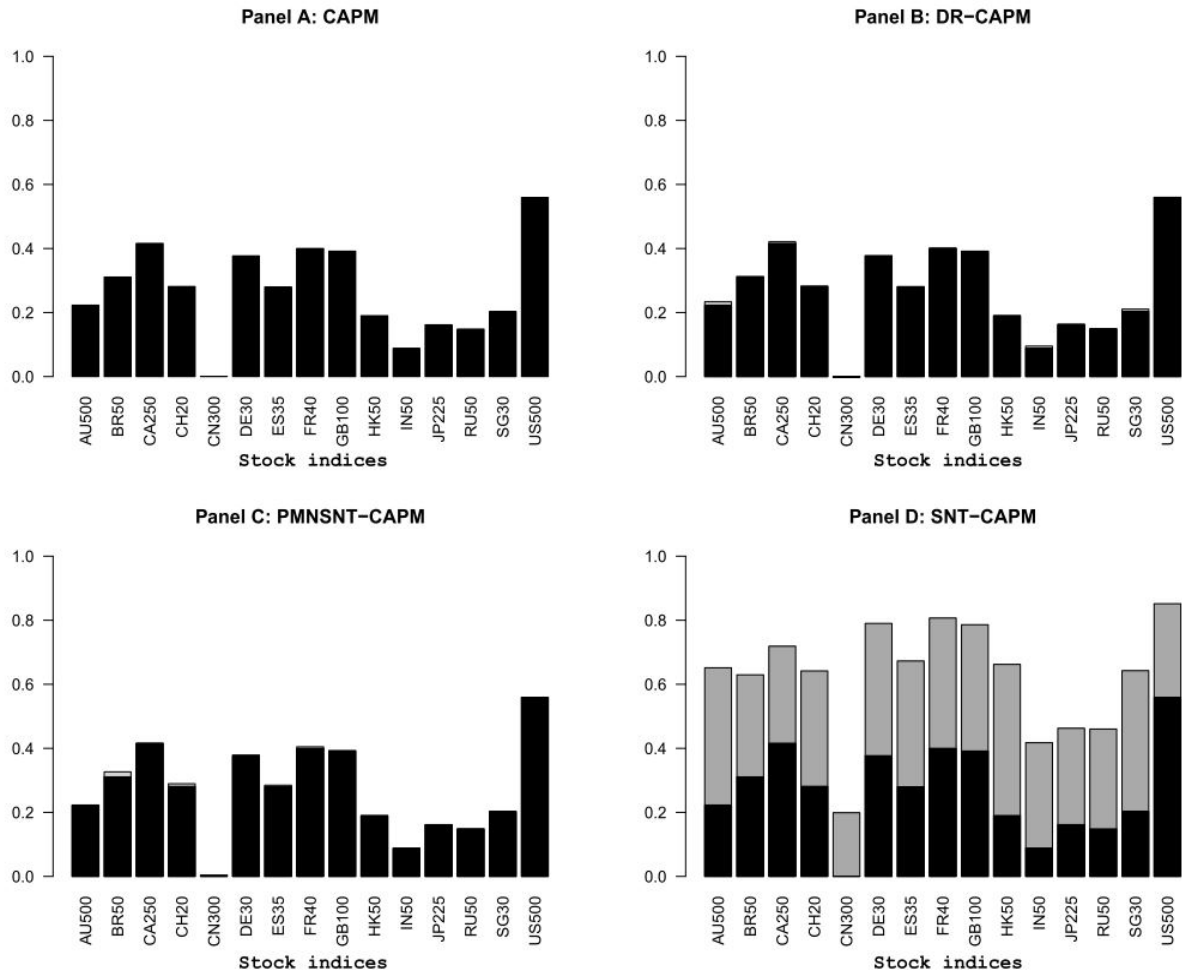 Panel A: CAPM
1.0
0.8
0.6
0.4
0.2
0.0
AU500
BR50
CA250
CH20
CN300
DE30
ES35
FR40
GB100
HK50
IN50
JP225
RU50
SG30
US500
Stock indices
Panel B: DR−CAPM
1.0
0.8
0.6
0.4
0.2
0.0
AU500
BR50
CA250
CH20
CN300
DE30
ES35
FR40
GB100
HK50
IN50
JP225
RU50
SG30
US500
Stock indices
Panel C: PMNSNT−CAPM
1.0
0.8
0.6
0.4
0.2
0.0
AU500
BR50
CA250
CH20
CN300
DE30
ES35
FR40
GB100
HK50
IN50
JP225
RU50
SG30
US500
Stock indices
Panel D: SNT−CAPM
1.0
0.8
0.6
0.4
0.2
0.0
AU500
BR50
CA250
CH20
CN300
DE30
ES35
FR40
GB100
HK50
IN50
JP225
RU50
SG30
US500
Stock indices